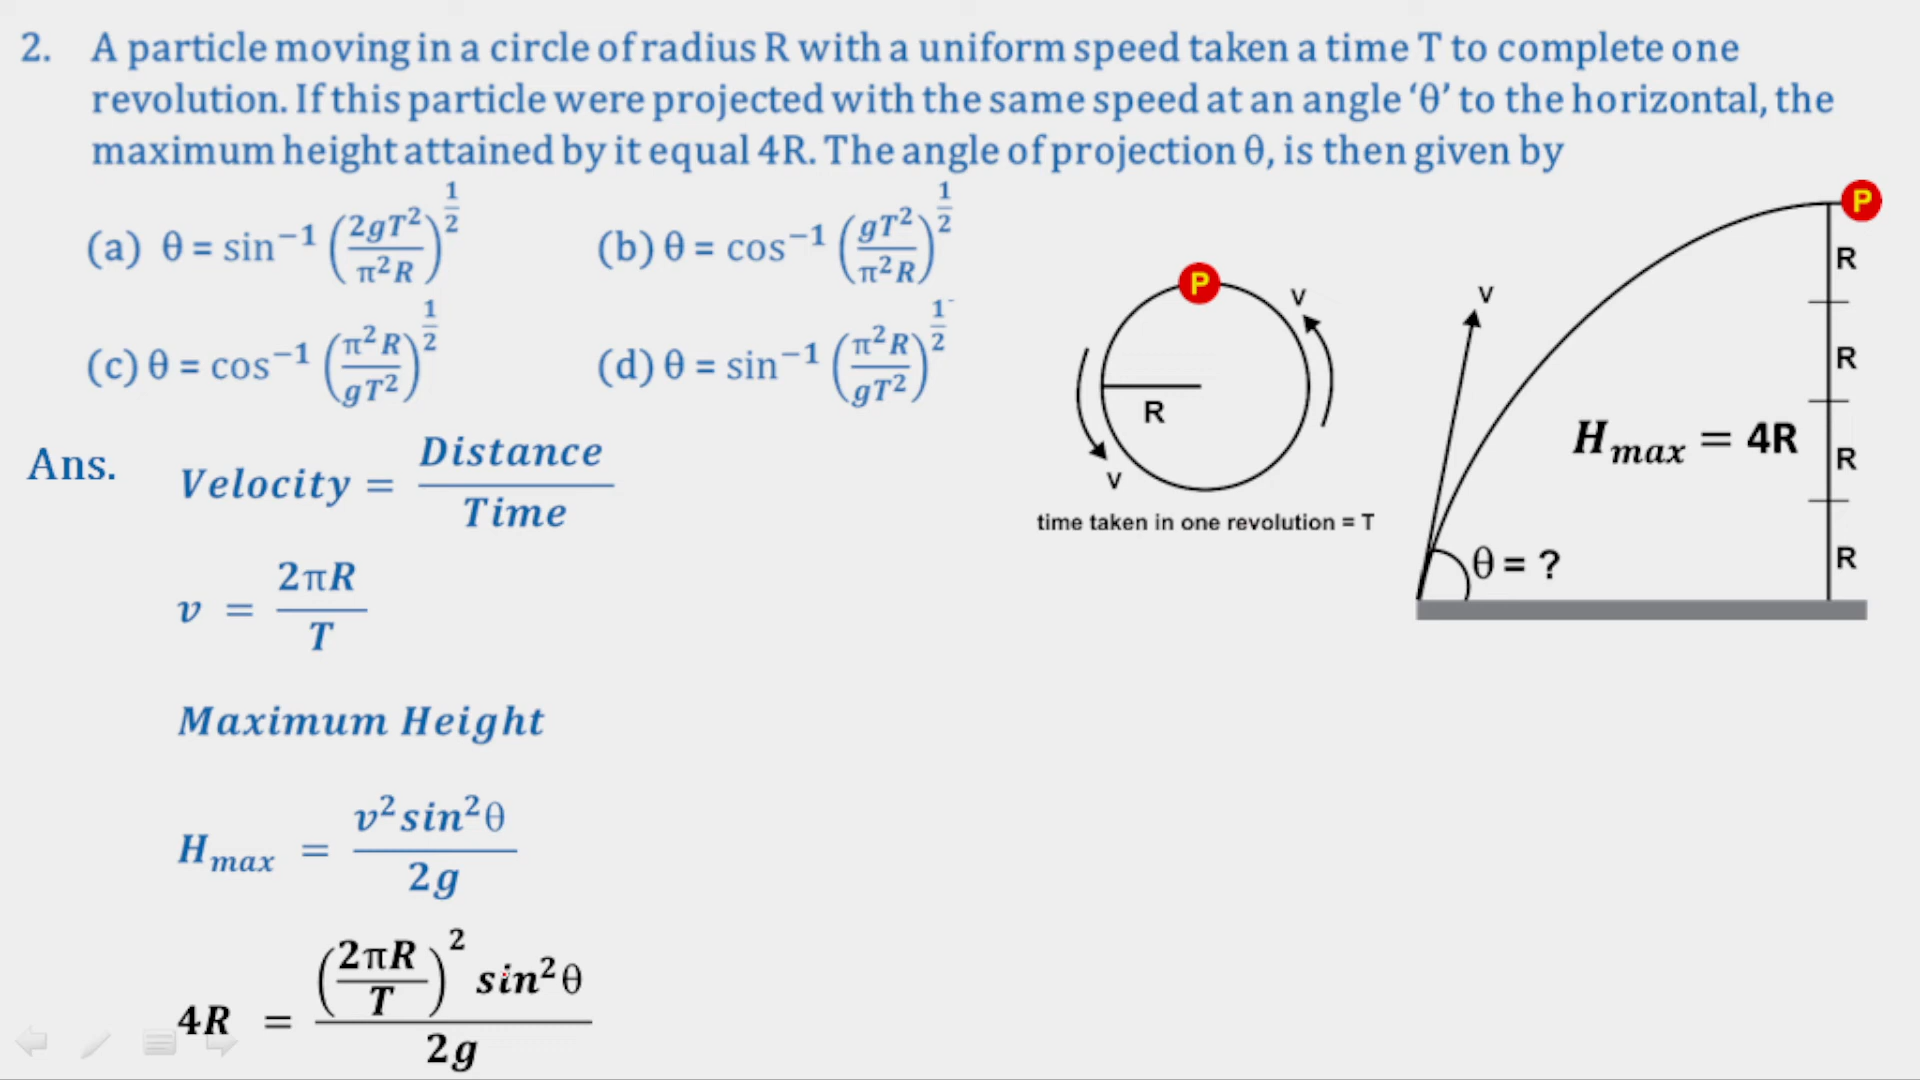 2. A particle moving in a circle of radius R with a uniform speed taken a time T to complete one
revolution. If this particle were projected with the same speed at an angle ‘θ’ to the horizontal, the
maximum height attained by it equal 4R. The angle of projection θ, is then given by
(a) θ = sin⁻¹ (2gT²/π²R)^(1/2) (b) θ = cos⁻¹ (gT²/π²R)^(1/2)
(c) θ = cos⁻¹ (π²R/gT²)^(1/2) (d) θ = sin⁻¹ (π²R/gT²)^(1/2)
Ans. Velocity = Distance/Time
v = 2πR/T
Maximum Height
H_max = v²sin²θ/2g
4R = (2πR/T)² sin²θ/2g
P
v
R
v
time taken in one revolution = T
P
R
v
R
H_max = 4R
R
θ = ?
R